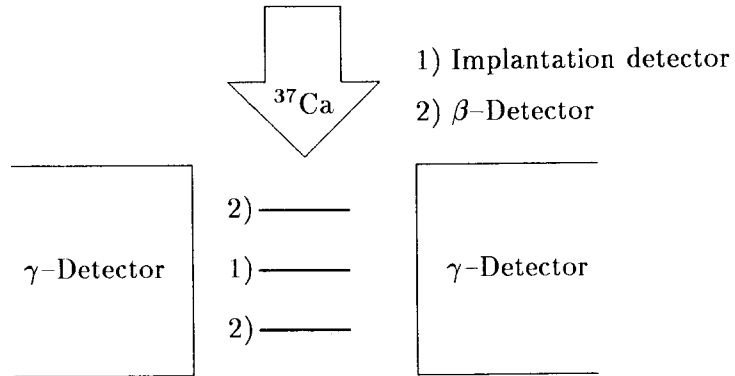 1) Implantation detector
³⁷Ca
2) β–Detector
2)
γ–Detector
1)
γ–Detector
2)